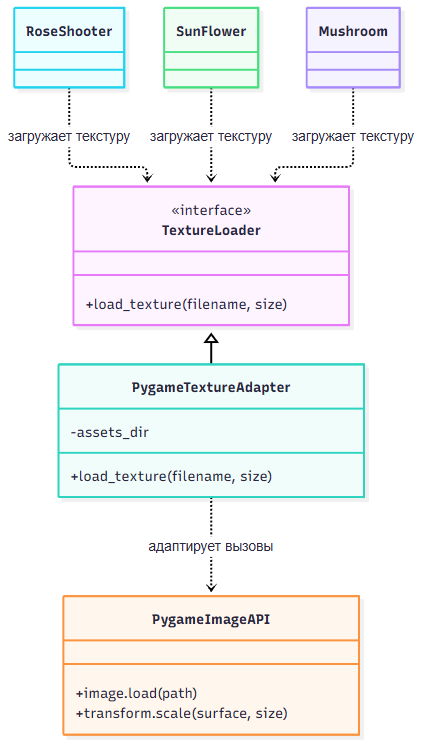 RoseShooter
SunFlower
Mushroom
загружает текстуру
загружает текстуру
загружает текстуру
«interface»
TextureLoader
+load_texture(filename, size)
PygameTextureAdapter
-assets_dir
+load_texture(filename, size)
адаптирует вызовы
PygameImageAPI
+image.load(path)
+transform.scale(surface, size)